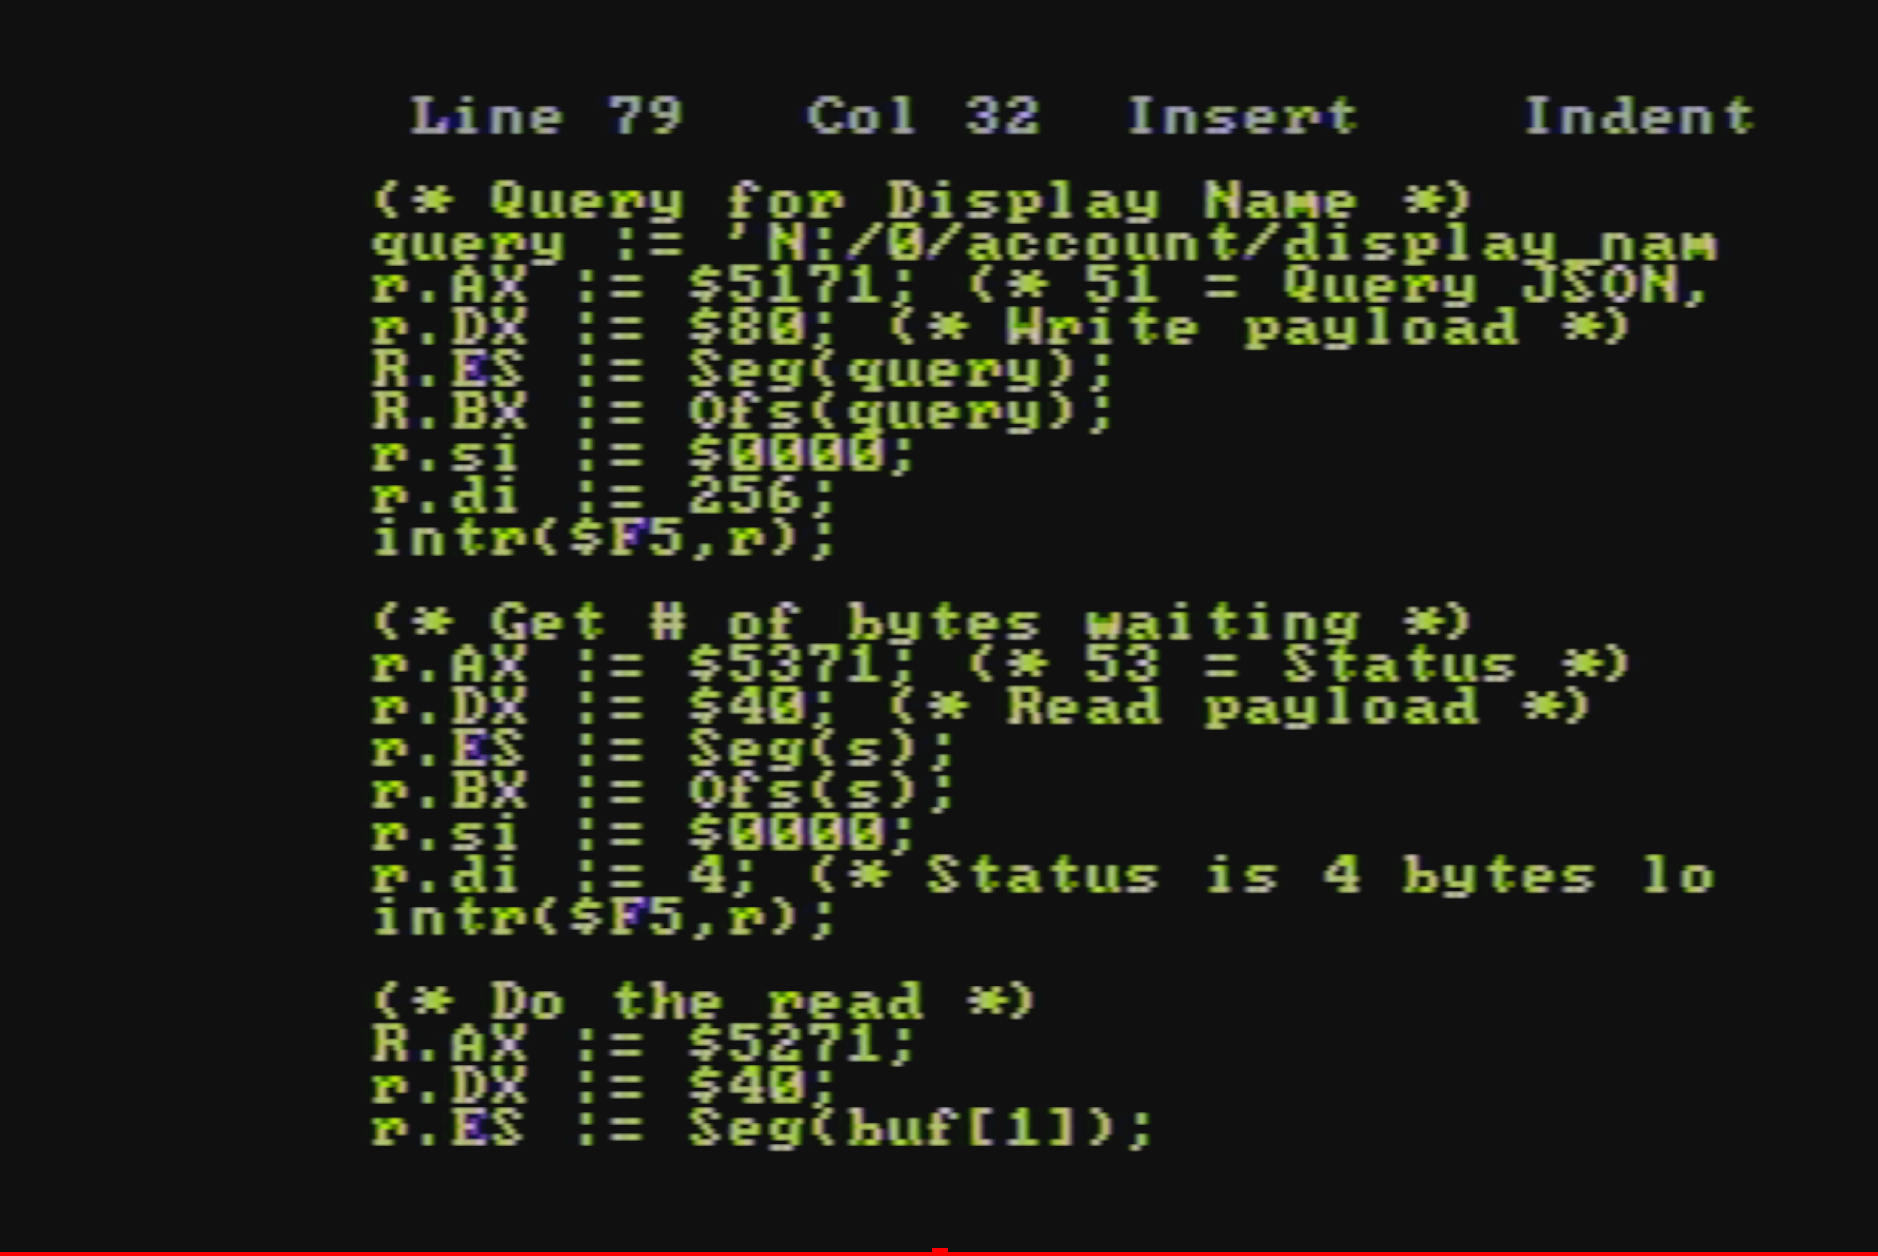 Line 79   Col 32  Insert    Indent
(* Query for Display Name *)
query := 'N:/0/account/display_nam
r.AX := $5171; (* 51 = Query JSON,
r.DX := $80; (* Write payload *)
R.ES := Seg(query);
R.BX := Ofs(query);
r.si := $0000;
r.di := 256;
intr($F5,r);
(* Get # of bytes waiting *)
r.AX := $5371; (* 53 = Status *)
r.DX := $40; (* Read payload *)
r.ES := Seg(s);
r.BX := Ofs(s);
r.si := $0000;
r.di := 4; (* Status is 4 bytes lo
intr($F5,r);
(* Do the read *)
R.AX := $5271;
r.DX := $40;
r.ES := Seg(buf[1]);